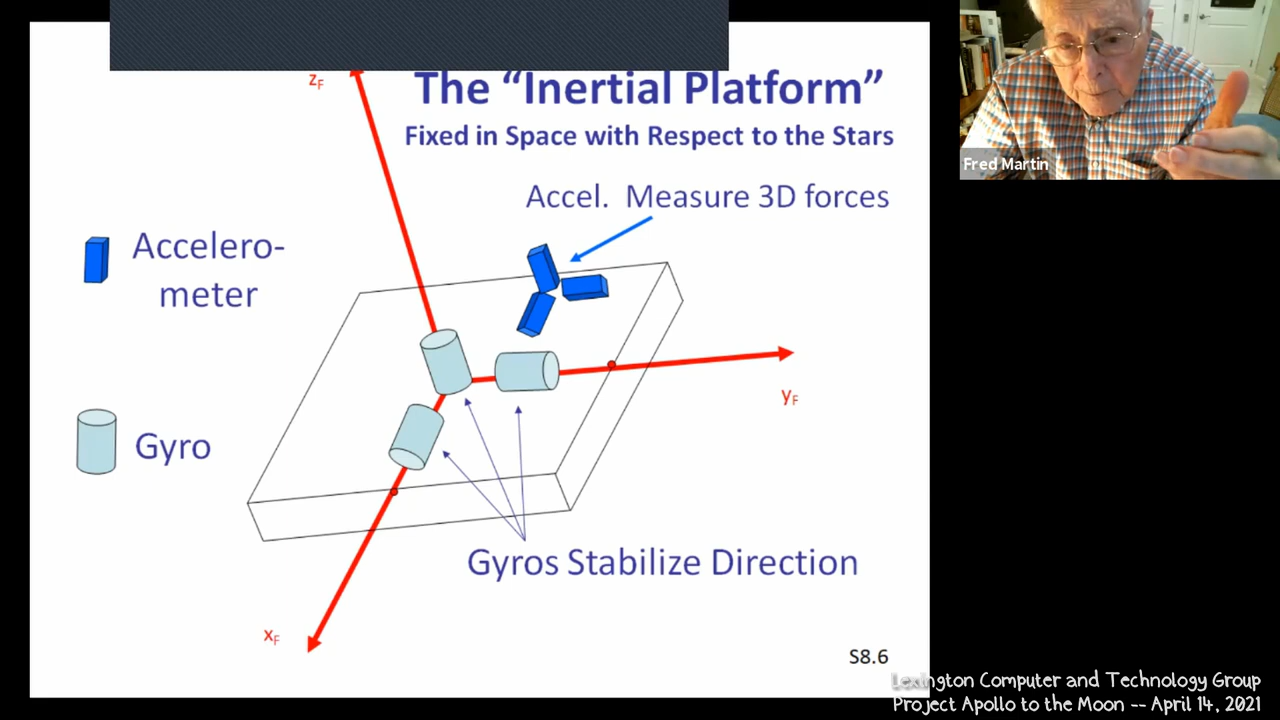 The “Inertial Platform”
Fixed in Space with Respect to the Stars
zF
Accel. Measure 3D forces
Accelero-
meter
yF
Gyro
Gyros Stabilize Direction
xF
S8.6
Fred Martin
Lexington Computer and Technology Group
Project Apollo to the Moon -- April 14, 2021